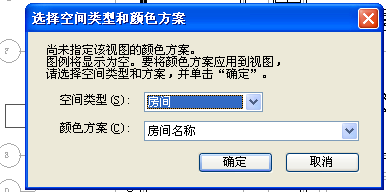 选择空间类型和颜色方案
尚未指定该视图的颜色方案。
图例将显示为空。要将颜色方案应用到视图，
请选择空间类型和方案，并单击“确定”。
空间类型(S)： 房间
颜色方案(C)： 房间名称
确定 取消